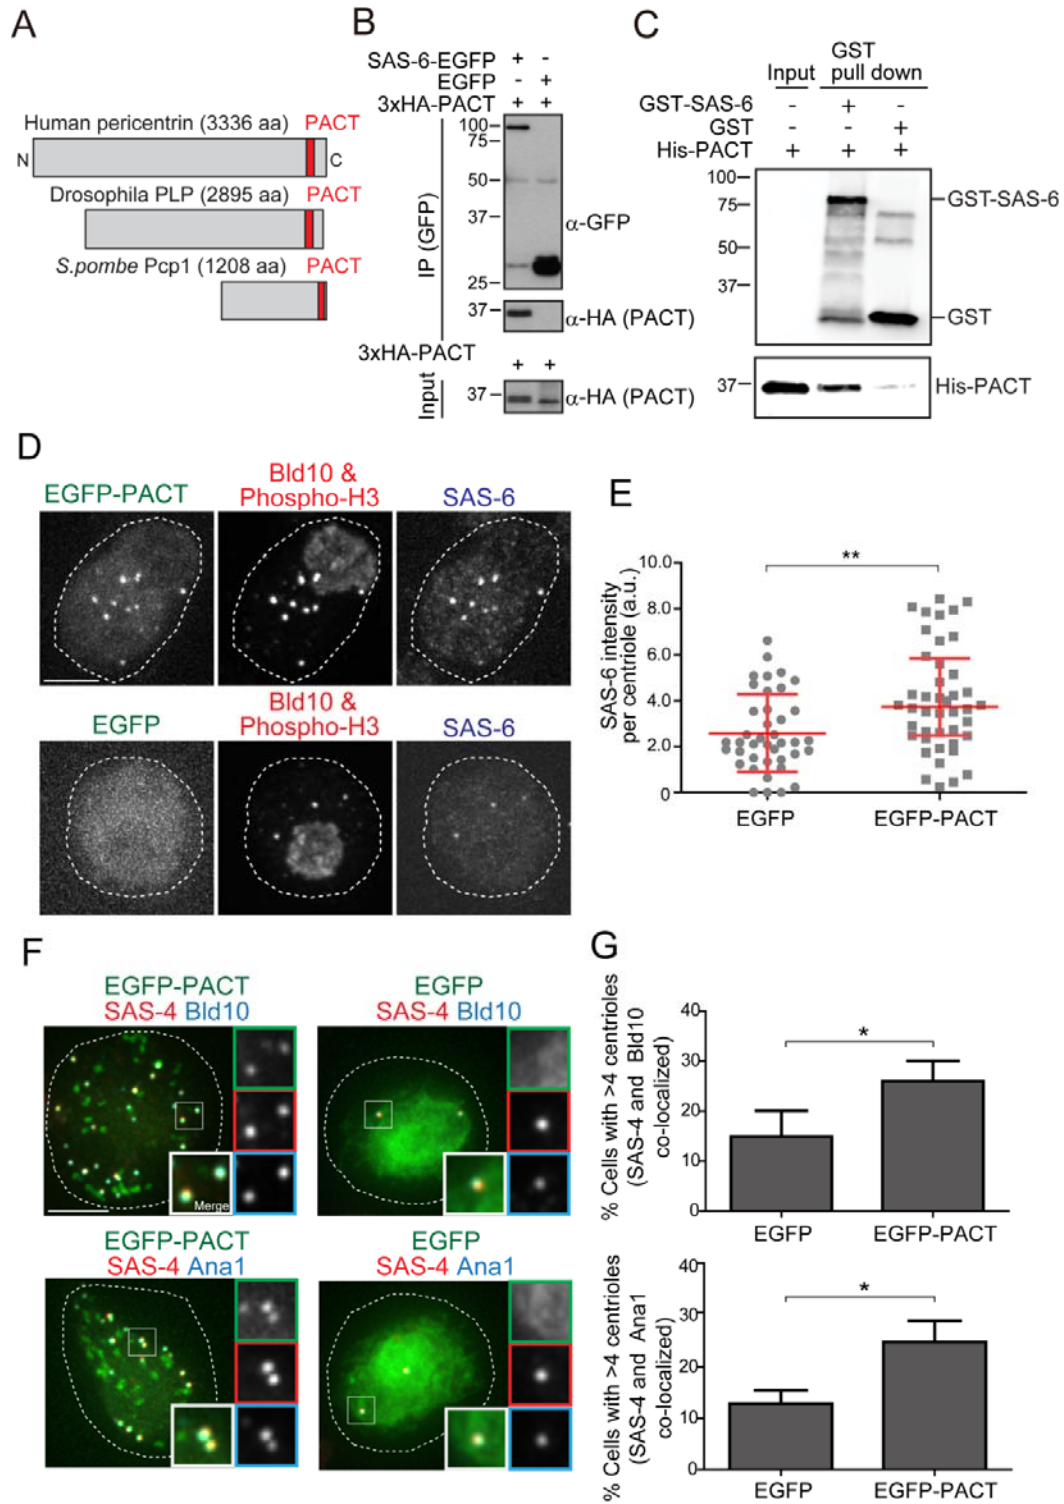 A
Human pericentrin (3336 aa) PACT
N C
Drosophila PLP (2895 aa) PACT
S.pombe Pcp1 (1208 aa) PACT
B
SAS-6-EGFP + -
EGFP - +
3xHA-PACT + +
IP (GFP)
100
75
50
37
25
α-GFP
37
α-HA (PACT)
3xHA-PACT + +
Input
37
α-HA (PACT)
C
GST
Input pull down
GST-SAS-6 - + -
GST - - +
His-PACT + + +
100
75
50
37
GST-SAS-6
GST
37
His-PACT
D
EGFP-PACT
Bld10 &
Phospho-H3
SAS-6
EGFP
Bld10 &
Phospho-H3
SAS-6
E
SAS-6 intensity
per centriole (a.u.)
10.0
8.0
6.0
4.0
2.0
0
**
EGFP EGFP-PACT
F
EGFP-PACT
SAS-4 Bld10
Merge
EGFP
SAS-4 Bld10
EGFP-PACT
SAS-4 Ana1
EGFP
SAS-4 Ana1
G
% Cells with >4 centrioles
(SAS-4 and Bld10
co-localized)
40
30
20
10
0
*
EGFP EGFP-PACT
% Cells with >4 centrioles
(SAS-4 and Ana1
co-localized)
40
30
20
10
0
*
EGFP EGFP-PACT